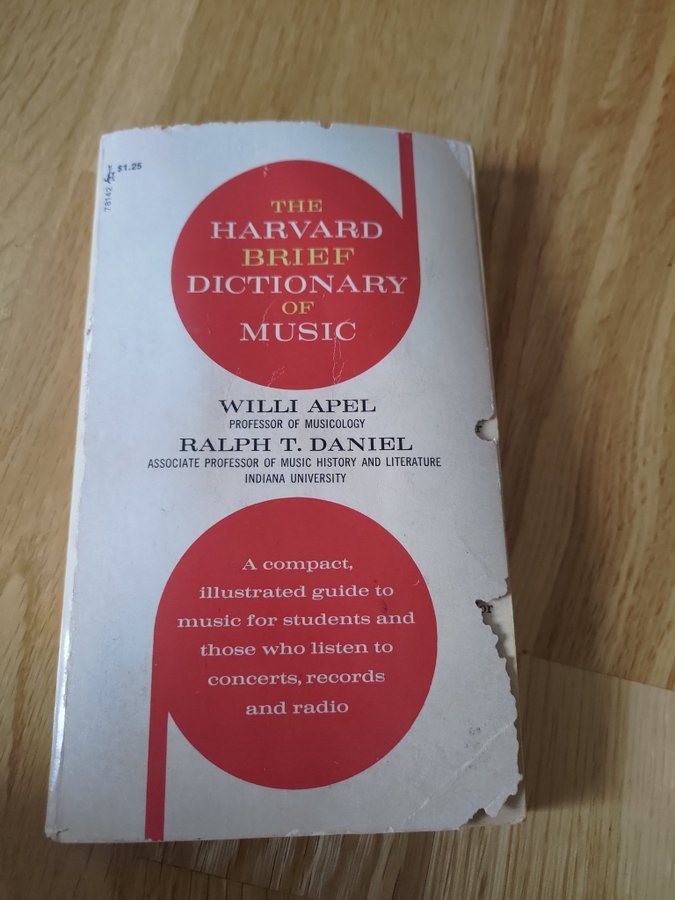 $1.25
78142
THE
HARVARD
BRIEF
DICTIONARY
OF
MUSIC
WILLI APEL
PROFESSOR OF MUSICOLOGY
RALPH T. DANIEL
ASSOCIATE PROFESSOR OF MUSIC HISTORY AND LITERATURE
INDIANA UNIVERSITY
A compact,
illustrated guide to
music for students and
those who listen to
concerts, records
and radio